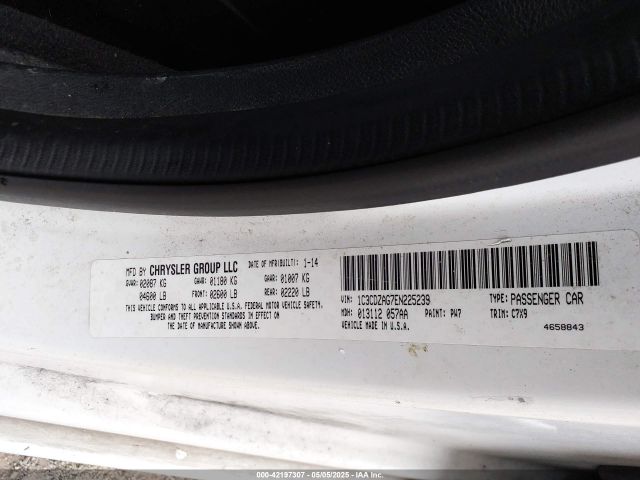 MFD BY CHRYSLER GROUP LLC DATE OF MFR(BUILT): 1-14
GVWR: 02087 KG GAWR: 01180 KG GAWR: 01007 KG
04600 LB FRONT: 02600 LB REAR: 02220 LB
THIS VEHICLE CONFORMS TO ALL APPLICABLE U.S.A. FEDERAL MOTOR VEHICLE SAFETY,
BUMPER AND THEFT PREVENTION STANDARDS IN EFFECT ON
THE DATE OF MANUFACTURE SHOWN ABOVE.
VIN: 1C3CDZAG7EN225239 TYPE: PASSENGER CAR
MDH: 013112 057AA PAINT: PW7 TRIM: C7X9
VEHICLE MADE IN U.S.A. 4658843
000-42197307 - 05/05/2025 - IAA Inc.